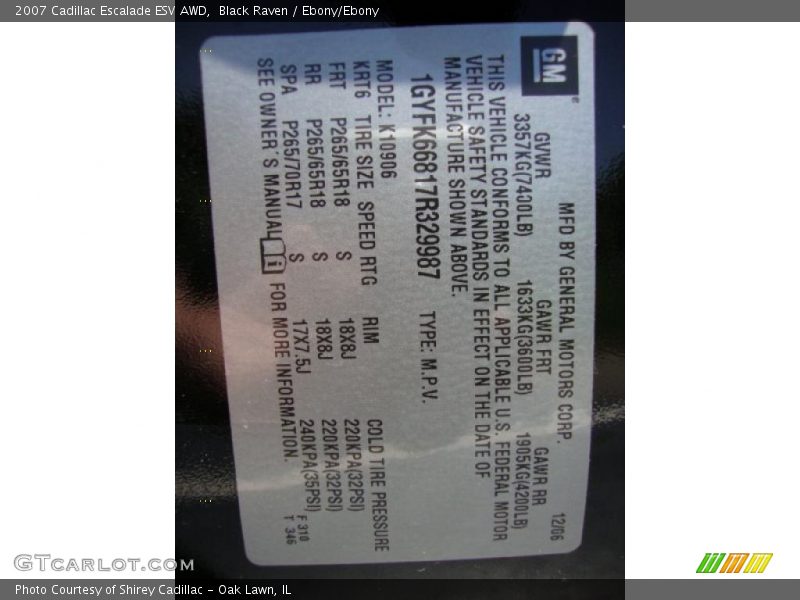 2007 Cadillac Escalade ESV AWD, Black Raven / Ebony/Ebony
GM
®
MFD BY GENERAL MOTORS CORP. 12/06
GVWR GAWR FRT GAWR RR
3357KG(7400LB) 1633KG(3600LB) 1905KG(4200LB)
THIS VEHICLE CONFORMS TO ALL APPLICABLE U.S. FEDERAL MOTOR
VEHICLE SAFETY STANDARDS IN EFFECT ON THE DATE OF
MANUFACTURE SHOWN ABOVE.
1GYFK66817R329987 TYPE: M.P.V.
MODEL: K10906
KRT6 TIRE SIZE SPEED RTG RIM COLD TIRE PRESSURE
FRT P265/65R18 S 18X8J 220KPA(32PSI)
RR P265/65R18 S 18X8J 220KPA(32PSI)
SPA P265/70R17 S 17X7.5J 240KPA(35PSI) F 310
SEE OWNER'S MANUAL i FOR MORE INFORMATION. T 346
GTCarLot.com
Photo Courtesy of Shirey Cadillac - Oak Lawn, IL